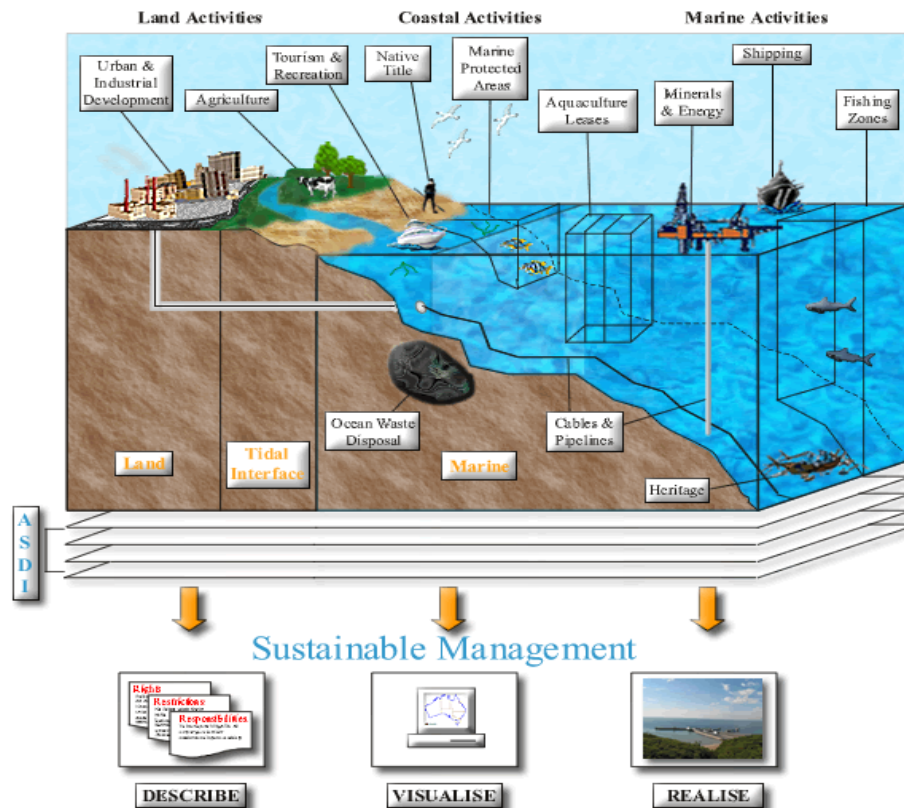 Land Activities
Coastal Activities
Marine Activities
Urban &
Industrial
Development
Agriculture
Tourism &
Recreation
Native
Title
Marine
Protected
Areas
Aquaculture
Leases
Minerals
& Energy
Shipping
Fishing
Zones
Ocean Waste
Disposal
Cables &
Pipelines
Heritage
Land
Tidal
Interface
Marine
A
S
D
I
Sustainable Management
Rights
Restrictions
Responsibilities
DESCRIBE
VISUALISE
REALISE